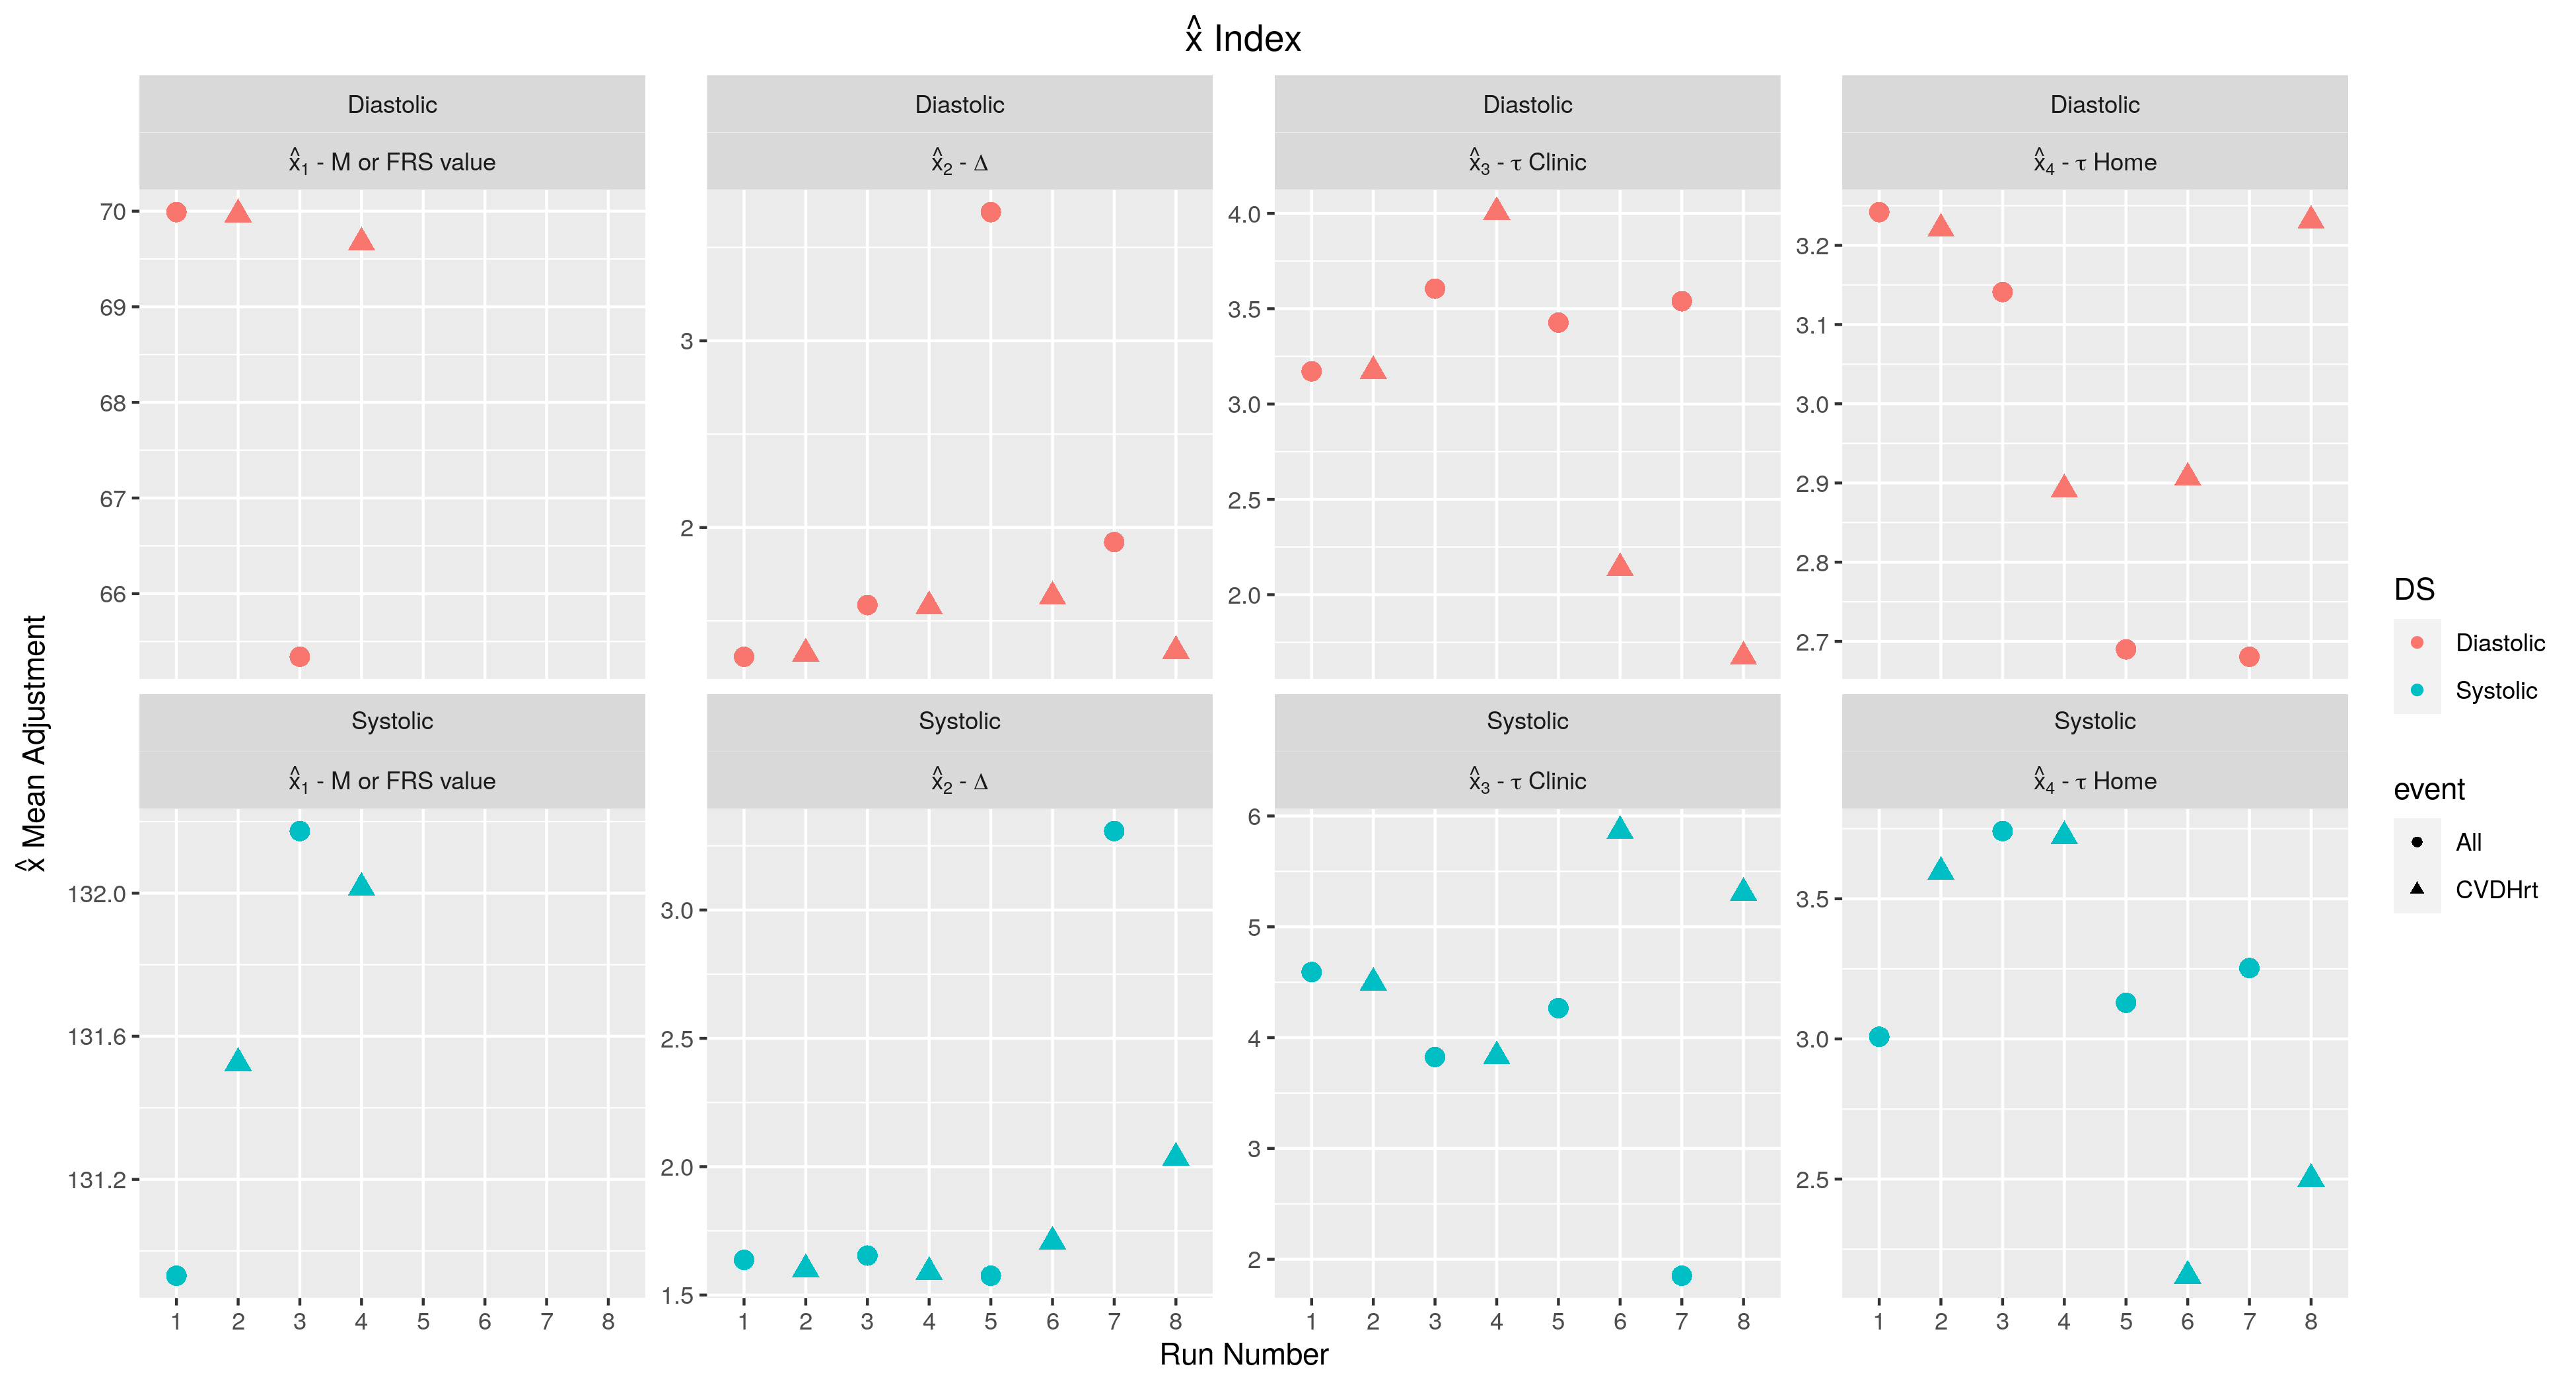 x̂ Index
Diastolic Diastolic Diastolic Diastolic
x̂₁ - M or FRS value x̂₂ - Δ x̂₃ - τ Clinic x̂₄ - τ Home
70 69 68 67 66
3 2
4.0 3.5 3.0 2.5 2.0
3.2 3.1 3.0 2.9 2.8 2.7
Systolic Systolic Systolic Systolic
x̂₁ - M or FRS value x̂₂ - Δ x̂₃ - τ Clinic x̂₄ - τ Home
132.0 131.6 131.2
3.0 2.5 2.0 1.5
6 5 4 3 2
3.5 3.0 2.5
1 2 3 4 5 6 7 8 1 2 3 4 5 6 7 8 1 2 3 4 5 6 7 8 1 2 3 4 5 6 7 8
Run Number
x̂ Mean Adjustment
DS
Diastolic
Systolic
event
All
CVDHrt